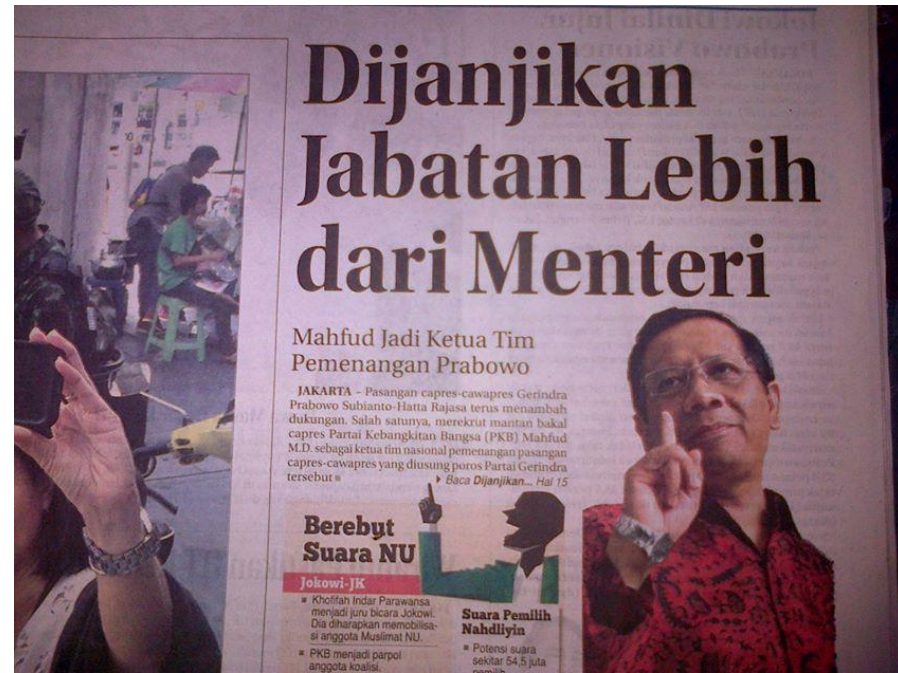 Dijanjikan
Jabatan Lebih
dari Menteri
Mahfud Jadi Ketua Tim
Pemenangan Prabowo
JAKARTA – Pasangan capres-cawapres Gerindra
Prabowo Subianto-Hatta Rajasa terus menambah
dukungan. Salah satunya, merekrut mantan bakal
capres Partai Kebangkitan Bangsa (PKB) Mahfud
M.D. sebagai ketua tim nasional pemenangan pasangan
capres-cawapres yang diusung poros Partai Gerindra
tersebut
Baca Dijanjikan... Hal 15
Berebut
Suara NU
Jokowi-JK
Khofifah Indar Parawansa
menjadi juru bicara Jokowi.
Dia diharapkan memobilisa-
si anggota Muslimat NU.
PKB menjadi parpol
anggota koalisi.
Suara Pemilih
Nahdliyin
Potensi suara
sekitar 54,5 juta
pemilih